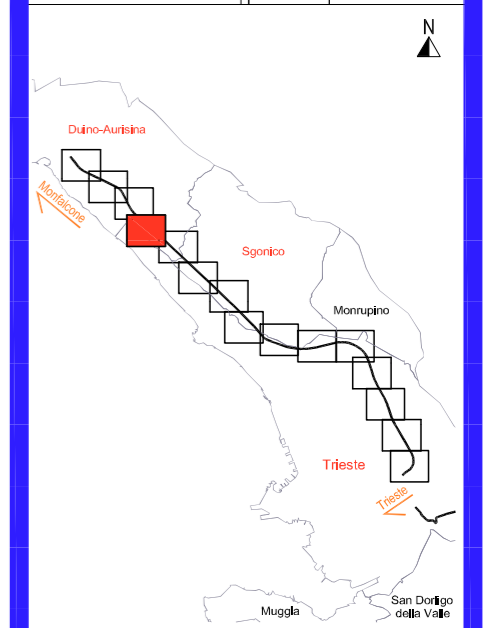 N
Duino-Aurisina
Monfalcone
Sgonico
Monrupino
Trieste
Trieste
San Dorligo
della Valle
Muggia